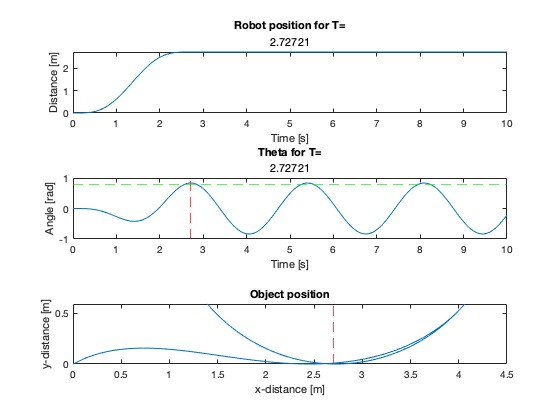 Robot position for T=
2.72721
Distance [m]
2
1
0
0 1 2 3 4 5 6 7 8 9 10
Time [s]
Theta for T=
2.72721
Angle [rad]
1
0
-1
0 1 2 3 4 5 6 7 8 9 10
Time [s]
Object position
y-distance [m]
0.5
0
0 0.5 1 1.5 2 2.5 3 3.5 4 4.5
x-distance [m]